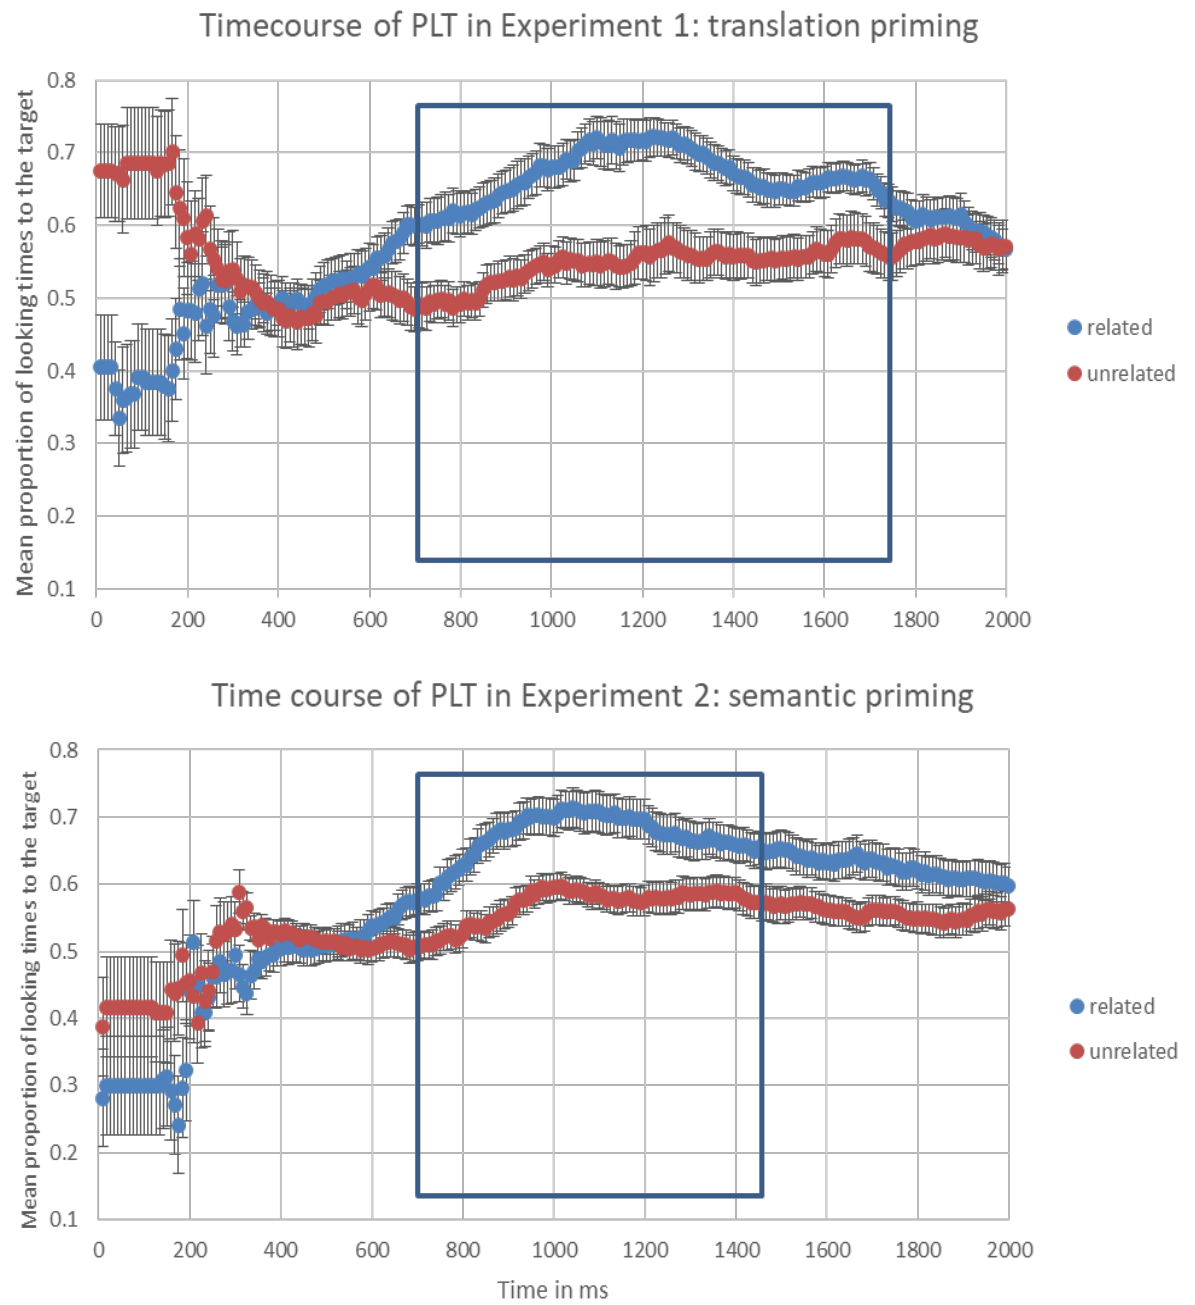 Timecourse of PLT in Experiment 1: translation priming
Mean proportion of looking times to the target
0.8
0.7
0.6
0.5
0.4
0.3
0.2
0.1
0 200 400 600 800 1000 1200 1400 1600 1800 2000
related
unrelated
Time course of PLT in Experiment 2: semantic priming
Mean proportion of looking times to the target
0.8
0.7
0.6
0.5
0.4
0.3
0.2
0.1
0 200 400 600 800 1000 1200 1400 1600 1800 2000
Time in ms
related
unrelated